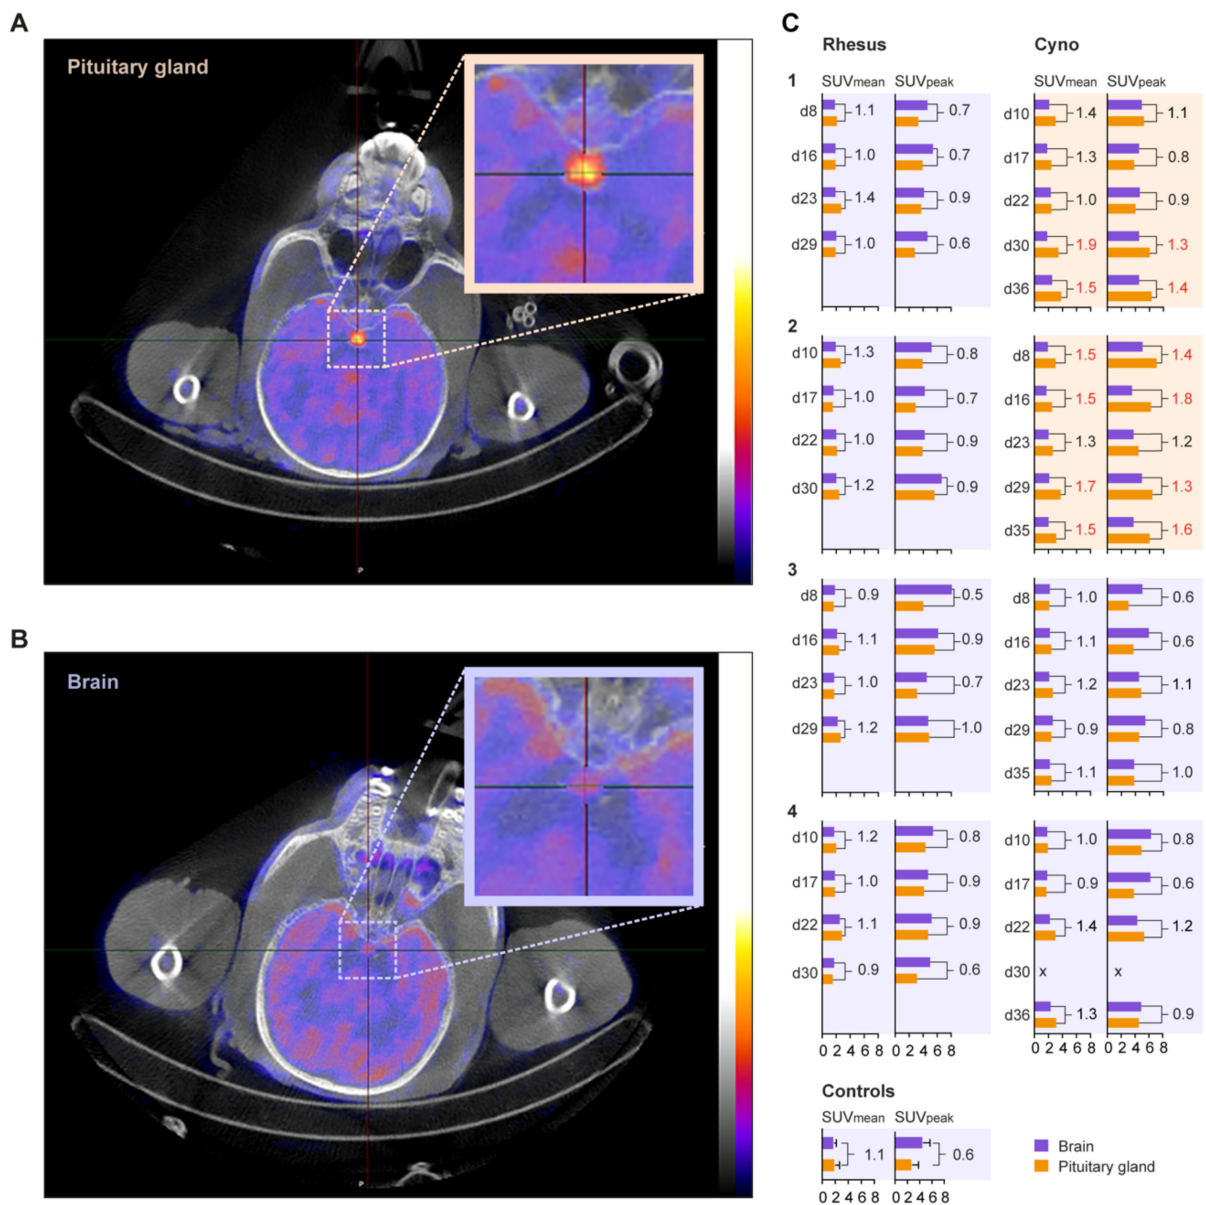 A
Pituitary gland
P
B
Brain
P
C
Rhesus Cyno
1
SUVmean SUVpeak SUVmean SUVpeak
d8 1.1 0.7 d10 1.4 1.1
d16 1.0 0.7 d17 1.3 0.8
d23 1.4 0.9 d22 1.0 0.9
d29 1.0 0.6 d30 1.9 1.3
d36 1.5 1.4
2
d10 1.3 0.8 d8 1.5 1.4
d17 1.0 0.7 d16 1.5 1.8
d22 1.0 0.9 d23 1.3 1.2
d30 1.2 0.9 d29 1.7 1.3
d35 1.5 1.6
3
d8 0.9 0.5 d8 1.0 0.6
d16 1.1 0.9 d16 1.1 0.6
d23 1.0 0.7 d23 1.2 1.1
d29 1.2 1.0 d29 0.9 0.8
d35 1.1 1.0
4
d10 1.2 0.8 d10 1.0 0.8
d17 1.0 0.9 d17 0.9 0.6
d22 1.1 0.9 d22 1.4 1.2
d30 0.9 0.6 d30 x x
d36 1.3 0.9
0 2 4 6 8 0 2 4 6 8 0 2 4 6 8 0 2 4 6 8
Controls
SUVmean SUVpeak
1.1 0.6
0 2 4 6 8 0 2 4 6 8
Brain
Pituitary gland